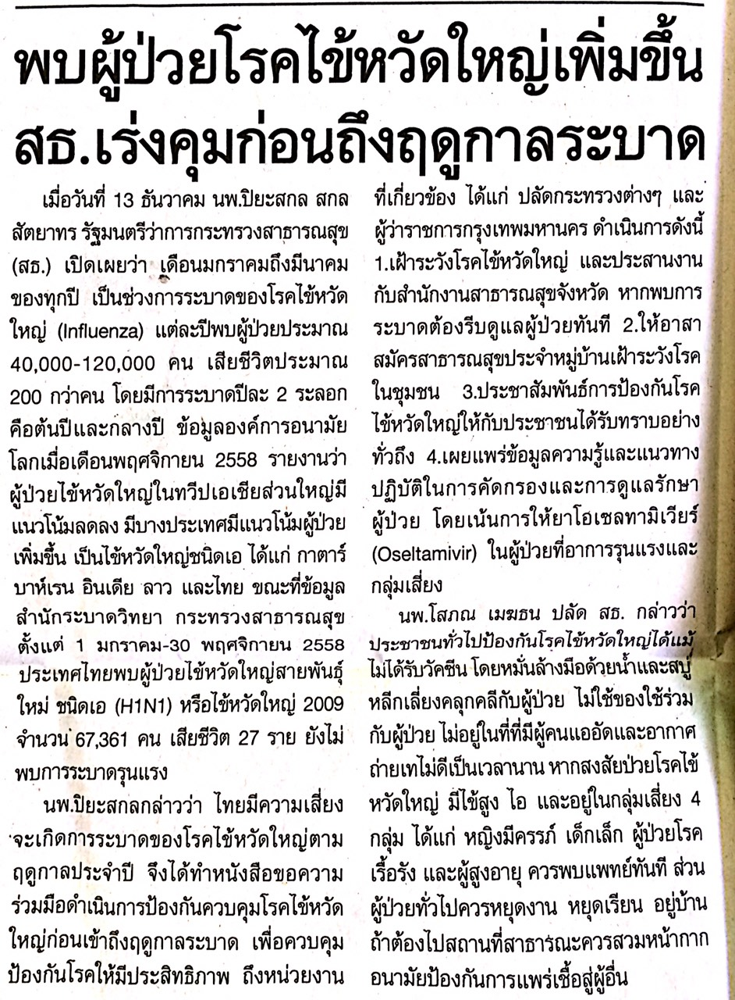 พบผู้ป่วยโรคไข้หวัดใหญ่เพิ่มขึ้น
สธ.เร่งคุมก่อนถึงฤดูกาลระบาด
เมื่อวันที่ 13 ธันวาคม นพ.ปิยะสกล สกล
สัตยาทร รัฐมนตรีว่าการกระทรวงสาธารณสุข
(สธ.) เปิดเผยว่า เดือนมกราคมถึงมีนาคม
ของทุกปี เป็นช่วงการระบาดของโรคไข้หวัด
ใหญ่ (Influenza) แต่ละปีพบผู้ป่วยประมาณ
40,000-120,000 คน เสียชีวิตประมาณ
200 กว่าคน โดยมีการระบาดปีละ 2 ระลอก
คือต้นปีและกลางปี ข้อมูลองค์การอนามัย
โลกเมื่อเดือนพฤศจิกายน 2558 รายงานว่า
ผู้ป่วยไข้หวัดใหญ่ในทวีปเอเชียส่วนใหญ่มี
แนวโน้มลดลง มีบางประเทศมีแนวโน้มผู้ป่วย
เพิ่มขึ้น เป็นไข้หวัดใหญ่ชนิดเอ ได้แก่ กาตาร์
บาห์เรน อินเดีย ลาว และไทย ขณะที่ข้อมูล
สำนักระบาดวิทยา กระทรวงสาธารณสุข
ตั้งแต่ 1 มกราคม-30 พฤศจิกายน 2558
ประเทศไทยพบผู้ป่วยไข้หวัดใหญ่สายพันธุ์
ใหม่ ชนิดเอ (H1N1) หรือไข้หวัดใหญ่ 2009
จำนวน 67,361 คน เสียชีวิต 27 ราย ยังไม่
พบการระบาดรุนแรง
นพ.ปิยะสกลกล่าวว่า ไทยมีความเสี่ยง
จะเกิดการระบาดของโรคไข้หวัดใหญ่ตาม
ฤดูกาลประจำปี จึงได้ทำหนังสือขอความ
ร่วมมือดำเนินการป้องกันควบคุมโรคไข้หวัด
ใหญ่ก่อนเข้าถึงฤดูกาลระบาด เพื่อควบคุม
ป้องกันโรคให้มีประสิทธิภาพ ถึงหน่วยงาน
ที่เกี่ยวข้อง ได้แก่ ปลัดกระทรวงต่างๆ และ
ผู้ว่าราชการกรุงเทพมหานคร ดำเนินการดังนี้
1.เฝ้าระวังโรคไข้หวัดใหญ่ และประสานงาน
กับสำนักงานสาธารณสุขจังหวัด หากพบการ
ระบาดต้องรีบดูแลผู้ป่วยทันที 2.ให้อาสา
สมัครสาธารณสุขประจำหมู่บ้านเฝ้าระวังโรค
ในชุมชน 3.ประชาสัมพันธ์การป้องกันโรค
ไข้หวัดใหญ่ให้กับประชาชนได้รับทราบอย่าง
ทั่วถึง 4.เผยแพร่ข้อมูลความรู้และแนวทาง
ปฏิบัติในการคัดกรองและการดูแลรักษา
ผู้ป่วย โดยเน้นการให้ยาโอเซลทามิเวียร์
(Oseltamivir) ในผู้ป่วยที่อาการรุนแรงและ
กลุ่มเสี่ยง
นพ.โสภณ เมฆธน ปลัด สธ. กล่าวว่า
ประชาชนทั่วไปป้องกันโรคไข้หวัดใหญ่ได้แม้
ไม่ได้รับวัคซีน โดยหมั่นล้างมือด้วยน้ำและสบู่
หลีกเลี่ยงคลุกคลีกับผู้ป่วย ไม่ใช้ของใช้ร่วม
กับผู้ป่วย ไม่อยู่ในที่ที่มีผู้คนแออัดและอากาศ
ถ่ายเทไม่ดีเป็นเวลานาน หากสงสัยป่วยโรคไข้
หวัดใหญ่ มีไข้สูง ไอ และอยู่ในกลุ่มเสี่ยง 4
กลุ่ม ได้แก่ หญิงมีครรภ์ เด็กเล็ก ผู้ป่วยโรค
เรื้อรัง และผู้สูงอายุ ควรพบแพทย์ทันที ส่วน
ผู้ป่วยทั่วไปควรหยุดงาน หยุดเรียน อยู่บ้าน
ถ้าต้องไปสถานที่สาธารณะควรสวมหน้ากาก
อนามัยป้องกันการแพร่เชื้อสู่ผู้อื่น